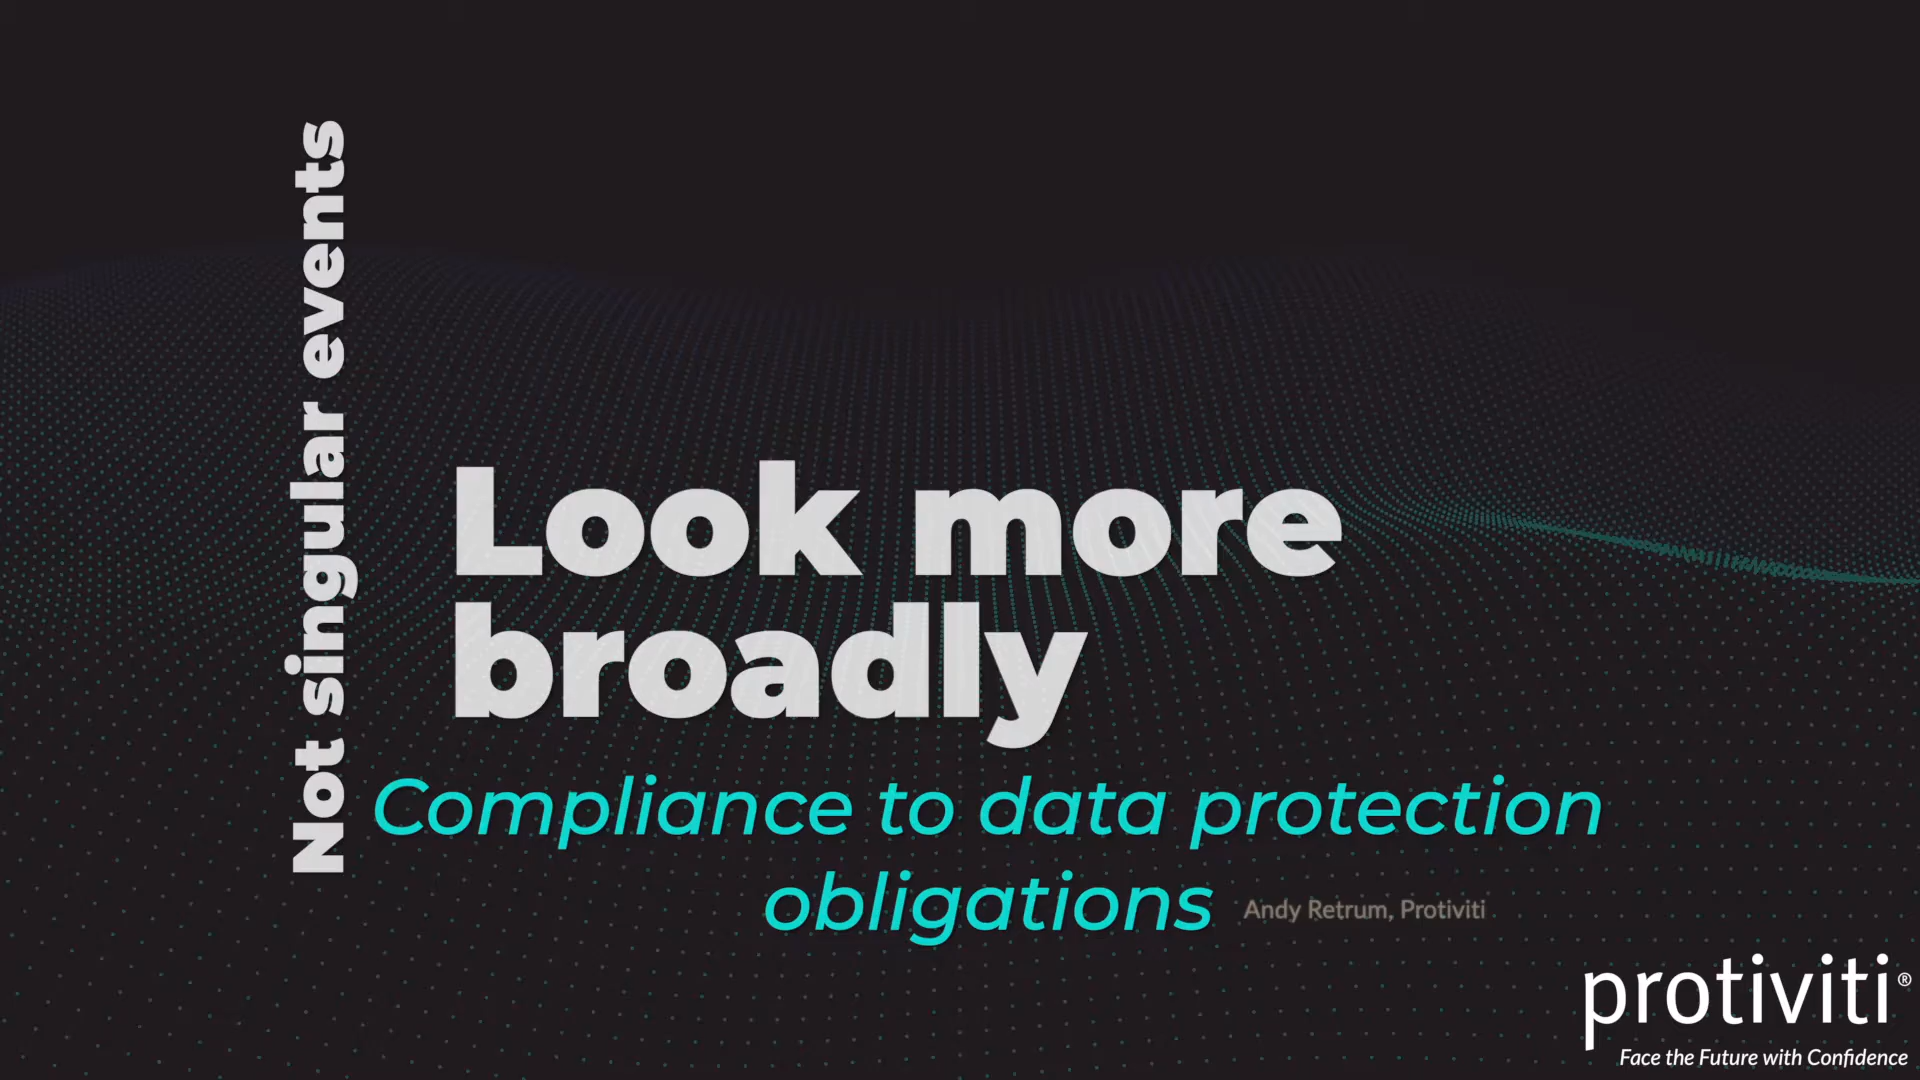 Not singular events
Look more
broadly
Compliance to data protection
obligations
Andy Retrum, Protiviti
protiviti®
Face the Future with Confidence